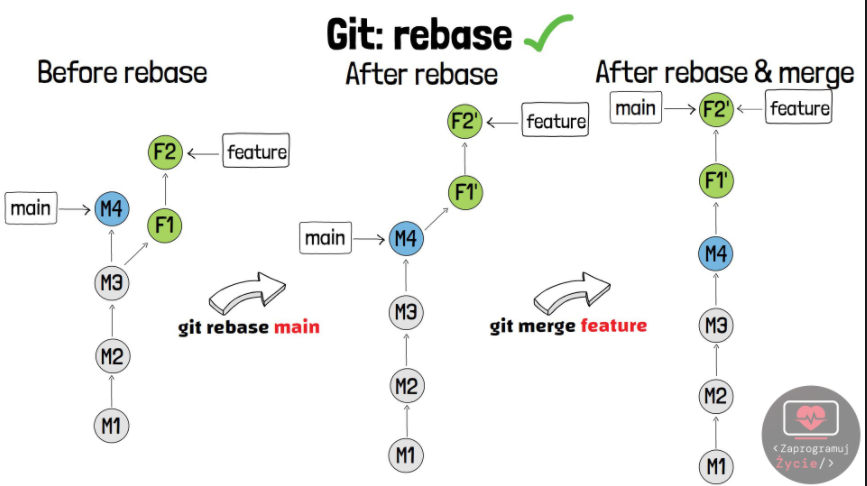 Git: rebase
Before rebase
After rebase
After rebase & merge
F2
feature
main
M4
F1
M3
M2
M1
git rebase main
F2'
feature
F1'
main
M4
M3
M2
M1
git merge feature
main
F2'
feature
F1'
M4
M3
M2
M1
<Zaprogramuj
Życie/>